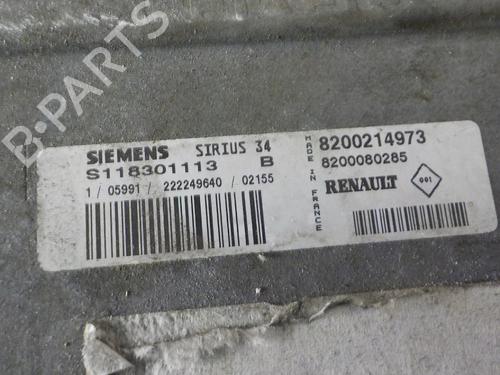 B-PARTS
SIEMENS SIRIUS 34
S118301113 B
1 / 05991 / 222249640 / 02155
MADE IN FRANCE
8200214973
8200080285
RENAULT 001